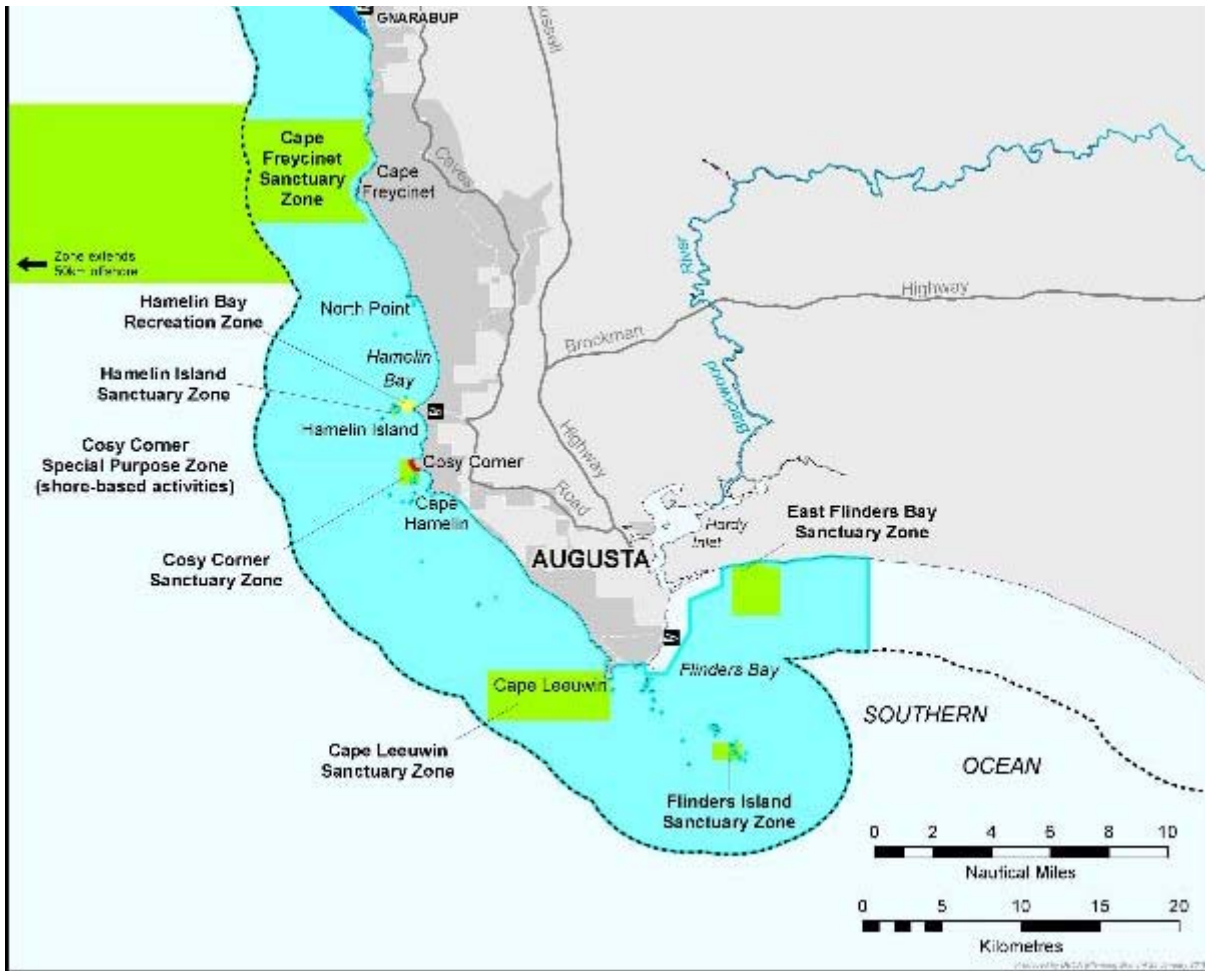 GNARABUP
Cape
Freycinet
Sanctuary
Zone
Cape
Freycinet
Caves
Zone extends
50km offshore
Hamelin Bay
Recreation Zone
North Point
River
Highway
Brockman
Hamelin
Bay
Hamelin Island
Sanctuary Zone
Blackwood
Hamelin Island
Cosy Corner
Special Purpose Zone
(shore-based activities)
Cosy Corner
Highway
Road
Cape
Hamelin
Hardy
Inlet
East Flinders Bay
Sanctuary Zone
Cosy Corner
Sanctuary Zone
AUGUSTA
Flinders Bay
Cape Leeuwin
SOUTHERN
OCEAN
Cape Leeuwin
Sanctuary Zone
Flinders Island
Sanctuary Zone
0 2 4 6 8 10
Nautical Miles
0 5 10 15 20
Kilometres